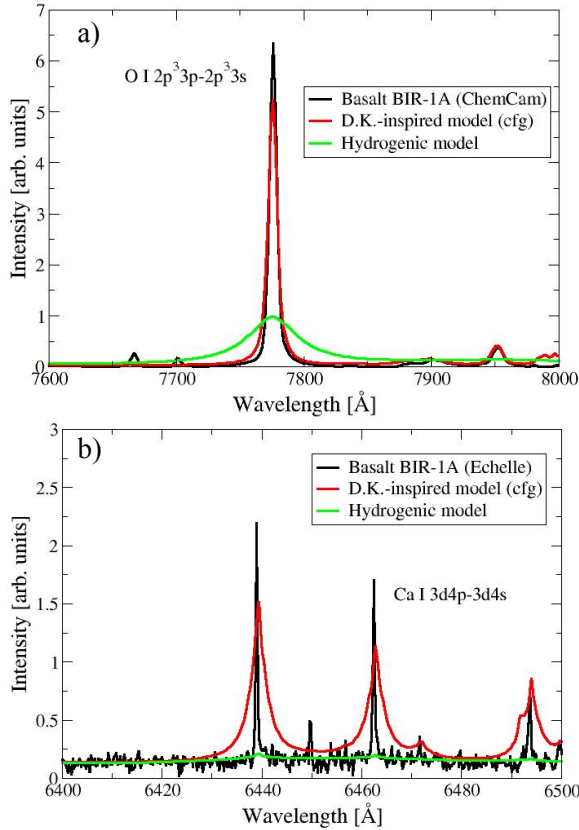 a)
O I 2p³3p-2p³3s
Basalt BIR-1A (ChemCam)
D.K.-inspired model (cfg)
Hydrogenic model
Intensity [arb. units]
7
6
5
4
3
2
1
0
7600 7700 7800 7900 8000
Wavelength [Å]
b)
Basalt BIR-1A (Echelle)
D.K.-inspired model (cfg)
Hydrogenic model
Ca I 3d4p-3d4s
Intensity [arb. units]
3
2.5
2
1.5
1
0.5
0
6400 6420 6440 6460 6480 6500
Wavelength [Å]